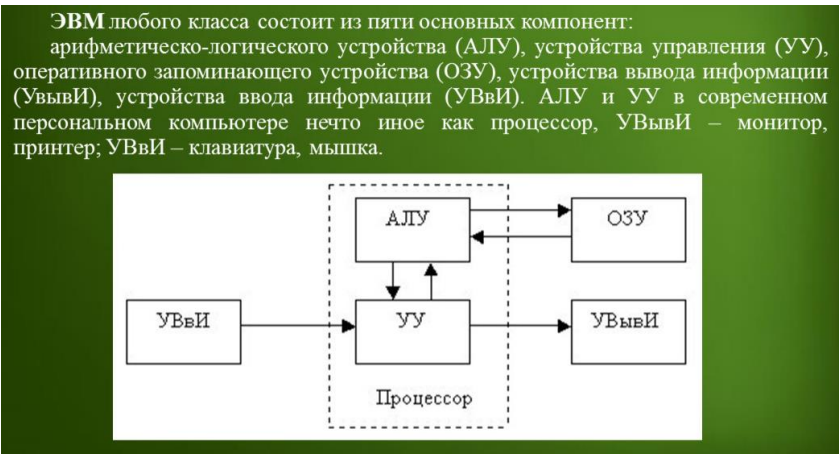 ЭВМ любого класса состоит из пяти основных компонент:
арифметическо-логического устройства (АЛУ), устройства управления (УУ),
оперативного запоминающего устройства (ОЗУ), устройства вывода информации
(УвывИ), устройства ввода информации (УВвИ). АЛУ и УУ в современном
персональном компьютере нечто иное как процессор, УВывИ – монитор,
принтер; УВвИ – клавиатура, мышка.
АЛУ
ОЗУ
УВвИ
УУ
УВывИ
Процессор